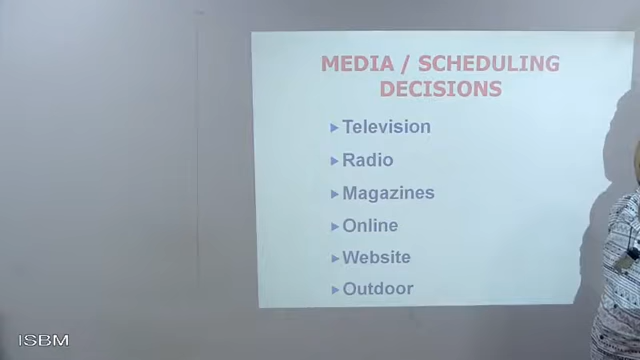 MEDIA / SCHEDULING
DECISIONS
Television
Radio
Magazines
Online
Website
Outdoor
ISBM